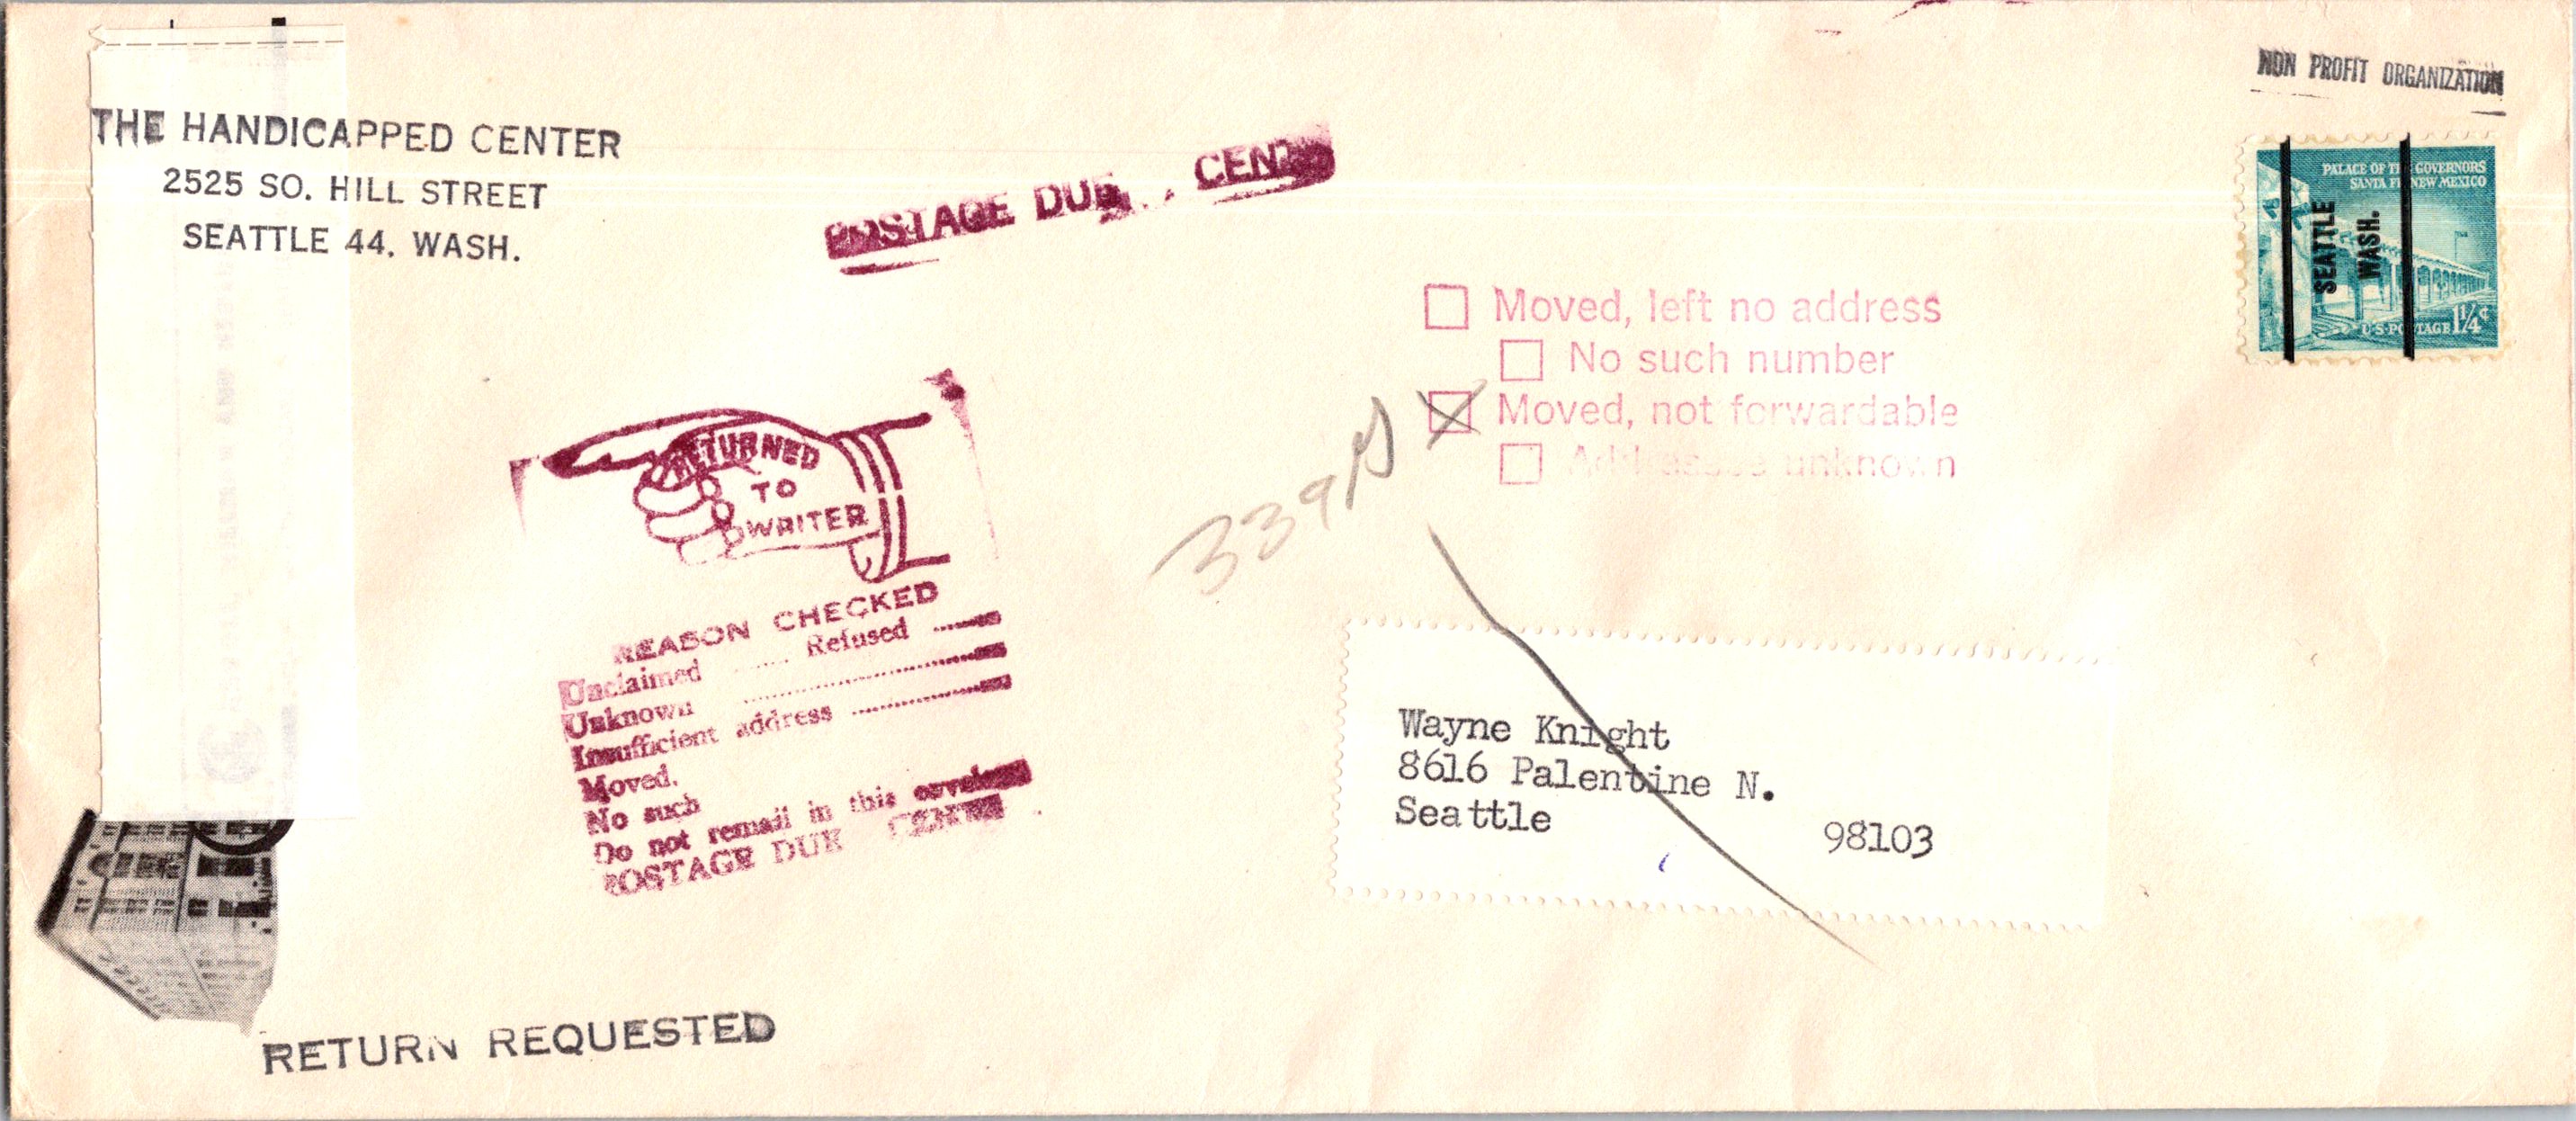 NON PROFIT ORGANIZATION
THE HANDICAPPED CENTER
2525 SO. HILL STREET
SEATTLE 44, WASH.
POSTAGE DUE CENTS
PALACE OF THE GOVERNORS
SANTA FE NEW MEXICO
SEATTLE
WASH.
U.S. POSTAGE 1¼¢
Moved, left no address
No such number
Moved, not forwardable
Addressee unknown
339
RETURNED
TO
WRITER
REASON CHECKED
Unclaimed Refused
Unknown
Insufficient address
Moved.
No such
Do not remail in this envelope
POSTAGE DUE CENTS
Wayne Knight
8616 Palentine N.
Seattle
98103
RETURN REQUESTED